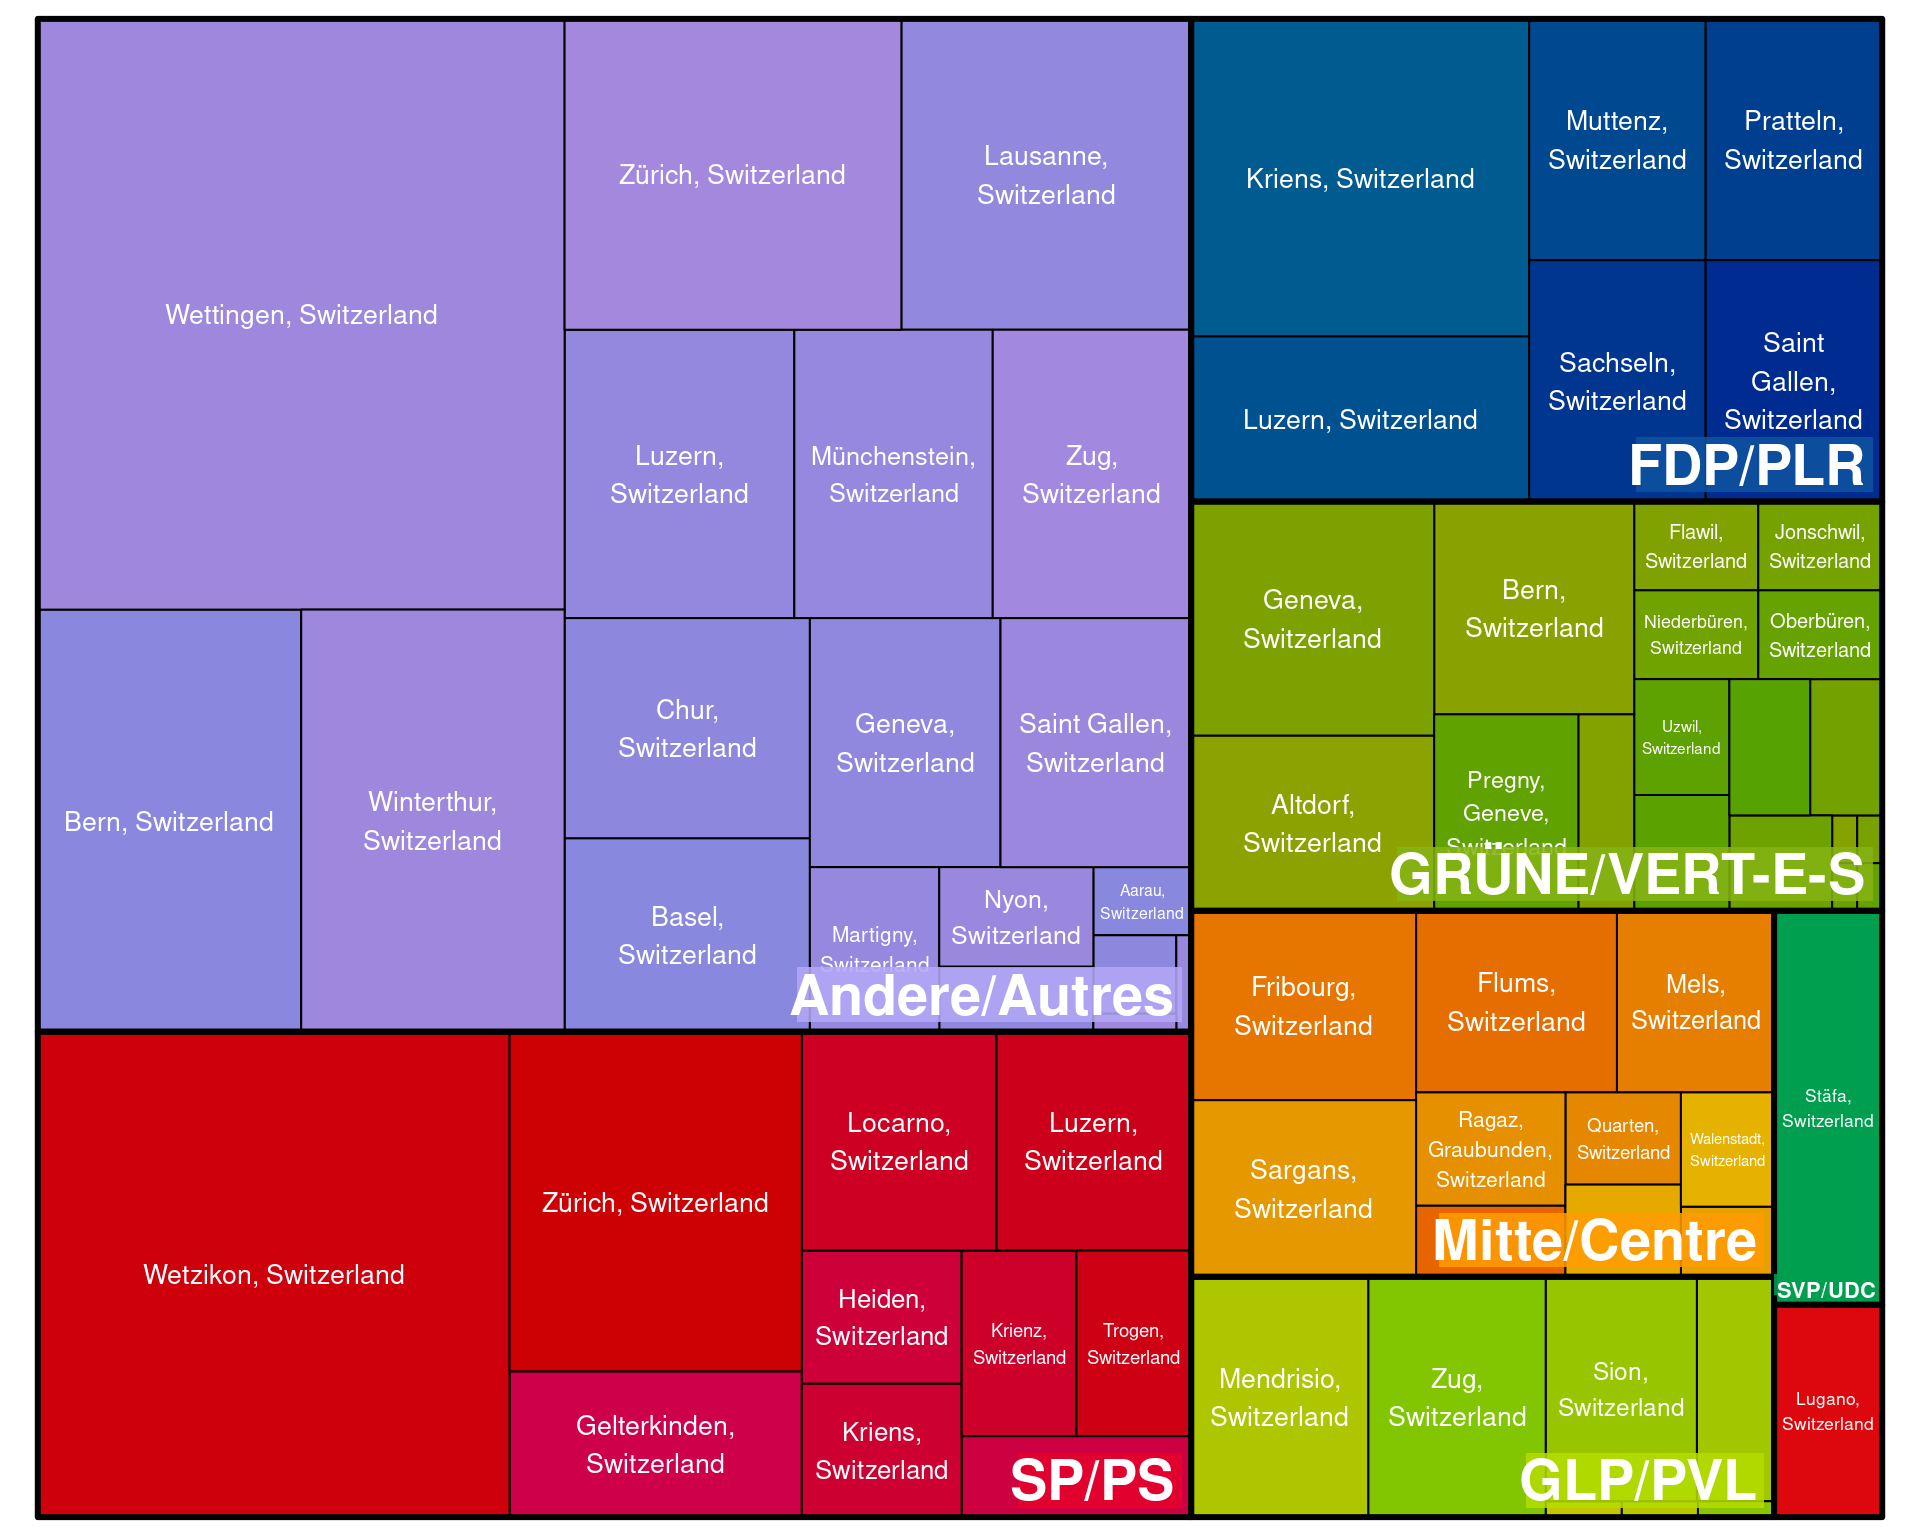 Wettingen, Switzerland
Zürich, Switzerland
Lausanne,
Switzerland
Luzern,
Switzerland
Münchenstein,
Switzerland
Zug,
Switzerland
Bern, Switzerland
Winterthur,
Switzerland
Chur,
Switzerland
Geneva,
Switzerland
Saint Gallen,
Switzerland
Basel,
Switzerland
Martigny,
Switzerland
Nyon,
Switzerland
Aarau,
Switzerland
Andere/Autres
Wetzikon, Switzerland
Zürich, Switzerland
Gelterkinden,
Switzerland
Locarno,
Switzerland
Luzern,
Switzerland
Heiden,
Switzerland
Krienz,
Switzerland
Trogen,
Switzerland
Kriens,
Switzerland
SP/PS
Kriens, Switzerland
Muttenz,
Switzerland
Pratteln,
Switzerland
Luzern, Switzerland
Sachseln,
Switzerland
Saint
Gallen,
Switzerland
FDP/PLR
Geneva,
Switzerland
Bern,
Switzerland
Flawil,
Switzerland
Jonschwil,
Switzerland
Niederbüren,
Switzerland
Oberbüren,
Switzerland
Uzwil,
Switzerland
Altdorf,
Switzerland
Pregny,
Geneve,
Switzerland
GRÜNE/VERT-E-S
Fribourg,
Switzerland
Flums,
Switzerland
Mels,
Switzerland
Sargans,
Switzerland
Ragaz,
Graubunden,
Switzerland
Quarten,
Switzerland
Walenstadt,
Switzerland
Mitte/Centre
Stäfa,
Switzerland
SVP/UDC
Mendrisio,
Switzerland
Zug,
Switzerland
Sion,
Switzerland
GLP/PVL
Lugano,
Switzerland